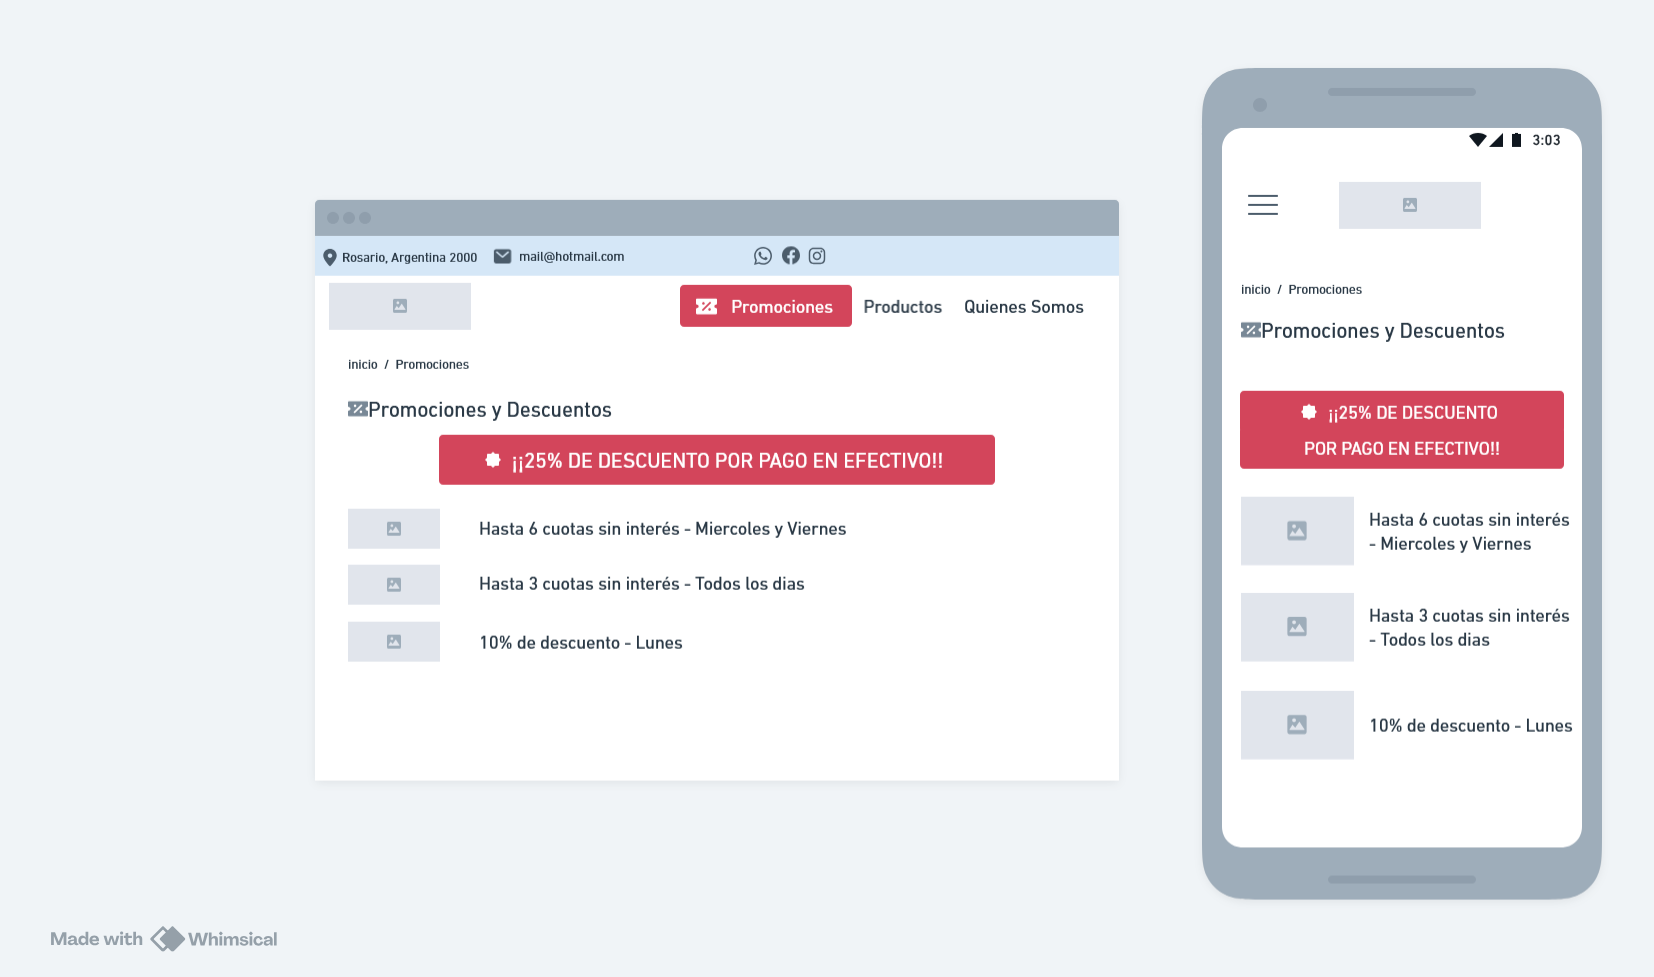 Rosario, Argentina 2000
mail@hotmail.com
Promociones
Productos
Quienes Somos
inicio / Promociones
Promociones y Descuentos
¡¡25% DE DESCUENTO POR PAGO EN EFECTIVO!!
Hasta 6 cuotas sin interés - Miercoles y Viernes
Hasta 3 cuotas sin interés - Todos los dias
10% de descuento - Lunes
3:03
inicio / Promociones
Promociones y Descuentos
¡¡25% DE DESCUENTO
POR PAGO EN EFECTIVO!!
Hasta 6 cuotas sin interés
- Miercoles y Viernes
Hasta 3 cuotas sin interés
- Todos los dias
10% de descuento - Lunes
Made with Whimsical